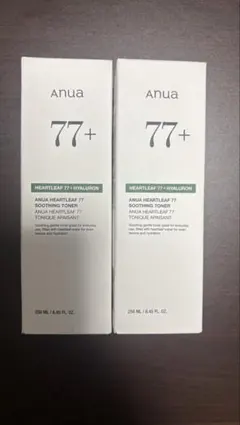 Anua
77+
HEARTLEAF 77 + HYALURON
ANUA HEARTLEAF 77
SOOTHING TONER
ANUA HEARTLEAF 77
TONIQUE APAISANT
250 ML / 8.45 FL. OZ.
Anua
77+
HEARTLEAF 77 + HYALURON
ANUA HEARTLEAF 77
SOOTHING TONER
ANUA HEARTLEAF 77
TONIQUE APAISANT
250 ML / 8.45 FL. OZ.